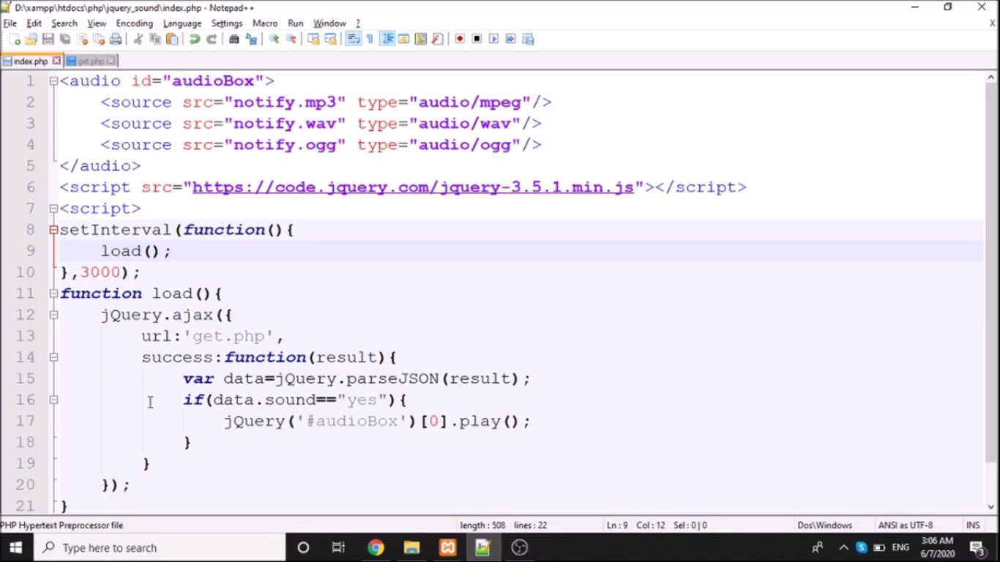 D:\xampp\htdocs\php\jquery_sound\index.php - Notepad++
File Edit Search View Encoding Language Settings Macro Run Window ? X
index.php get.php
1 <audio id="audioBox">
2     <source src="notify.mp3" type="audio/mpeg"/>
3     <source src="notify.wav" type="audio/wav"/>
4     <source src="notify.ogg" type="audio/ogg"/>
5 </audio>
6 <script src="https://code.jquery.com/jquery-3.5.1.min.js"></script>
7 <script>
8 setInterval(function(){
9     load();
10 },3000);
11 function load(){
12     jQuery.ajax({
13         url:'get.php',
14         success:function(result){
15             var data=jQuery.parseJSON(result);
16             if(data.sound=="yes"){
17                 jQuery('#audioBox')[0].play();
18             }
19         }
20     });
21 }
PHP Hypertext Preprocessor file length : 508 lines : 22 Ln : 9 Col : 12 Sel : 0 | 0 Dos\Windows ANSI as UTF-8 INS
Type here to search ENG 3:06 AM
6/7/2020 3